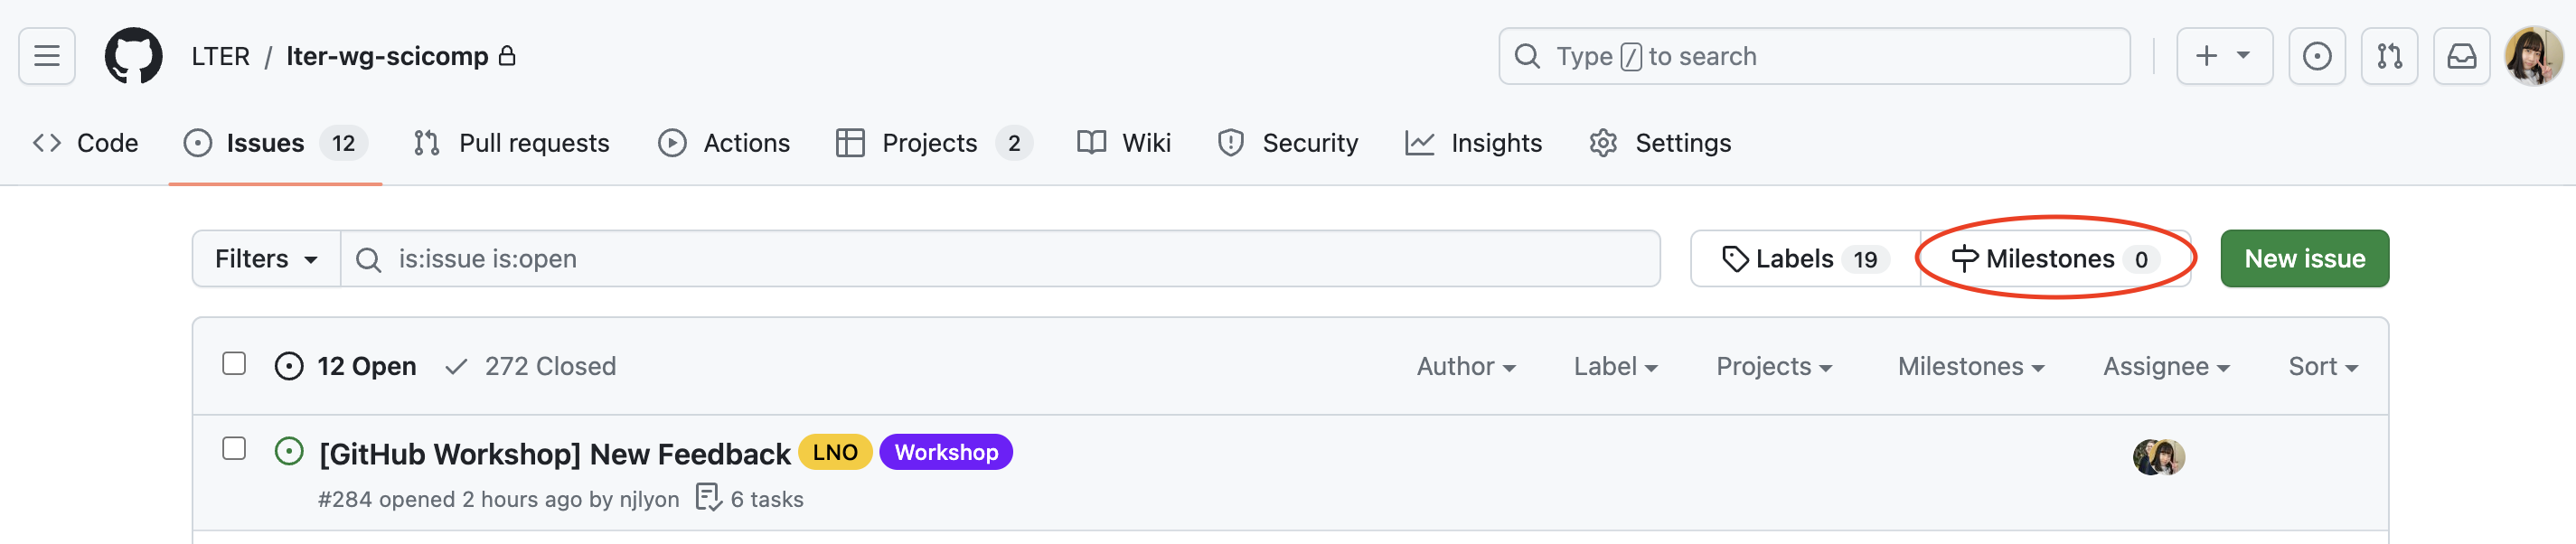 LTER / lter-wg-scicomp Type / to search
Code Issues 12 Pull requests Actions Projects 2 Wiki Security Insights Settings
Filters is:issue is:open Labels 19 Milestones 0 New issue
12 Open 272 Closed Author Label Projects Milestones Assignee Sort
[GitHub Workshop] New Feedback LNO Workshop
#284 opened 2 hours ago by njlyon 6 tasks